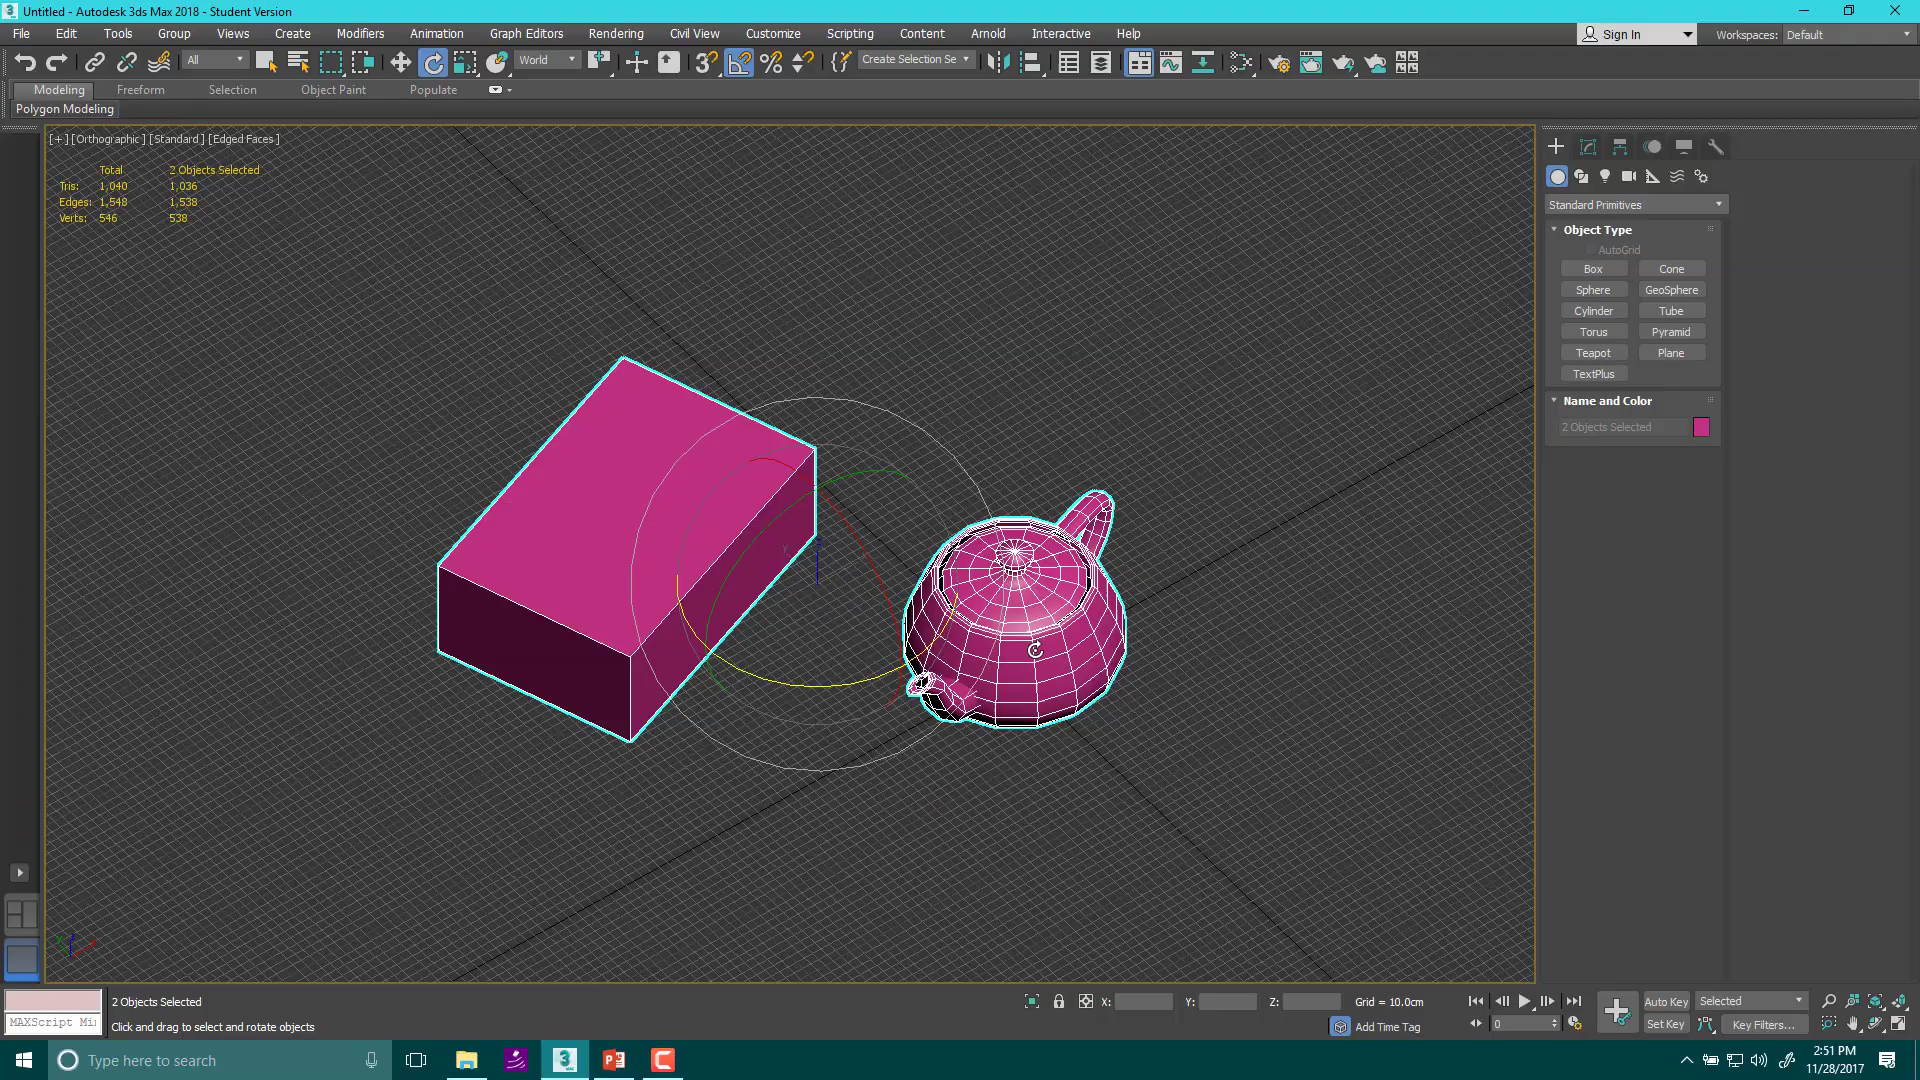 Untitled - Autodesk 3ds Max 2018 - Student Version
File Edit Tools Group Views Create Modifiers Animation Graph Editors Rendering Civil View Customize Scripting Content Arnold Interactive Help
Sign In
Workspaces: Default
All
World
Create Selection Se
Modeling Freeform Selection Object Paint Populate
Polygon Modeling
[+] [Orthographic] [Standard] [Edged Faces]
Total 2 Objects Selected
Tris: 1,040 1,036
Edges: 1,548 1,538
Verts: 546 538
Standard Primitives
Object Type
AutoGrid
Box Cone
Sphere GeoSphere
Cylinder Tube
Torus Pyramid
Teapot Plane
TextPlus
Name and Color
2 Objects Selected
2 Objects Selected
X: Y: Z: Grid = 10.0cm
Auto Key Selected
MAXScript Mi
Click and drag to select and rotate objects
Add Time Tag
0
Set Key Key Filters...
Type here to search
2:51 PM
11/28/2017